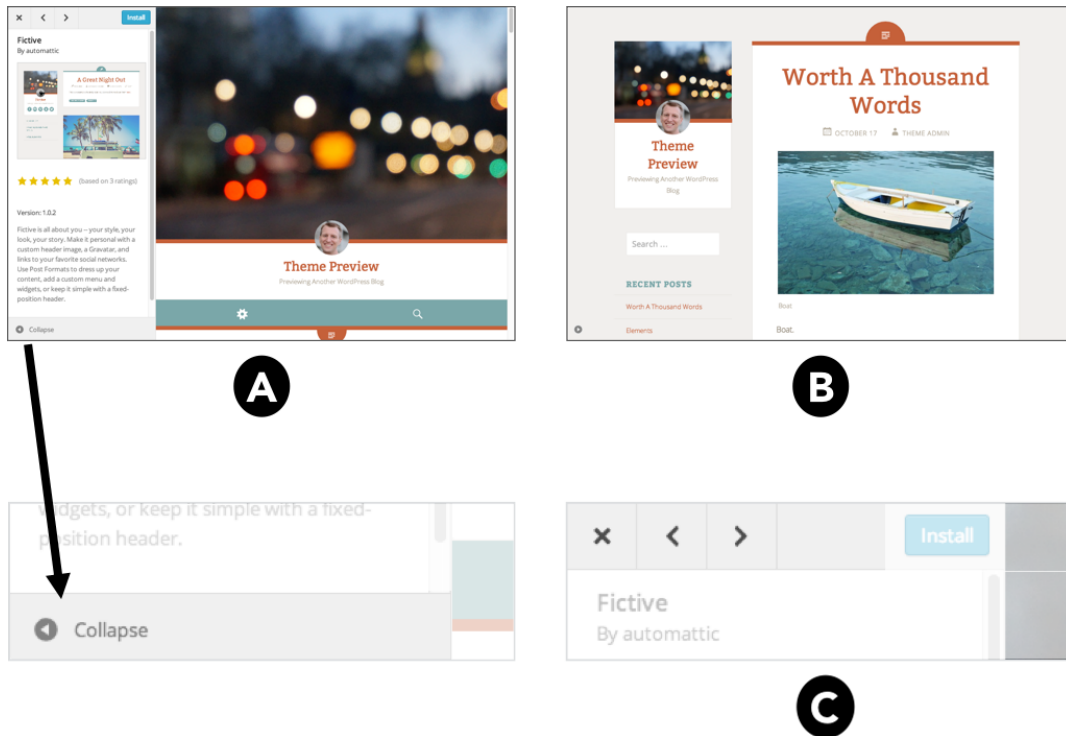 Install
Fictive
By automattic
A Great Night Out
(based on 3 ratings)
Version: 1.0.2
Fictive is all about you – your style, your
look, your story. Make it personal with a
custom header image, a Gravatar, and
links to your favorite social networks.
Use Post Formats to dress up your
content, add a custom menu and
widgets, or keep it simple with a fixed-
position header.
Collapse
Theme Preview
Previewing Another WordPress Blog
A
Theme
Preview
Previewing Another WordPress
Blog
Search ...
RECENT POSTS
Worth A Thousand Words
Elements
Worth A Thousand
Words
OCTOBER 17 THEME ADMIN
Boat
Boat.
B
widgets, or keep it simple with a fixed-
position header.
Collapse
Install
Fictive
By automattic
C